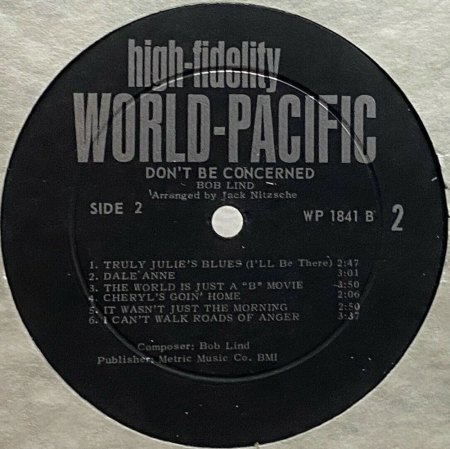 high-fidelity
WORLD-PACIFIC
DON'T BE CONCERNED
BOB LIND
Arranged by Jack Nitzsche
SIDE 2 WP 1841 B 2
1. TRULY JULIE'S BLUES (I'LL Be There) 2:47
2. DALE ANNE 3:01
3. THE WORLD IS JUST A "B" MOVIE 3:50
4. CHERYL'S GOIN' HOME 2:06
5. IT WASN'T JUST THE MORNING 2:50
6. I CAN'T WALK ROADS OF ANGER 3:37
Composer: Bob Lind
Publisher: Metric Music Co. BMI